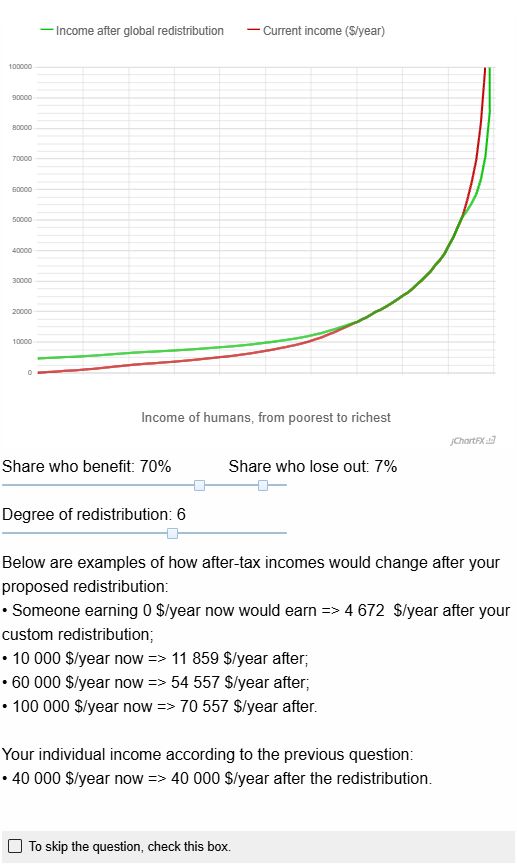 Income after global redistribution
Current income ($/year)
100000
90000
80000
70000
60000
50000
40000
30000
20000
10000
0
Income of humans, from poorest to richest
jChartFX
Share who benefit: 70%
Share who lose out: 7%
Degree of redistribution: 6
Below are examples of how after-tax incomes would change after your
proposed redistribution:
• Someone earning 0 $/year now would earn => 4 672  $/year after your
custom redistribution;
• 10 000 $/year now => 11 859 $/year after;
• 60 000 $/year now => 54 557 $/year after;
• 100 000 $/year now => 70 557 $/year after.
Your individual income according to the previous question:
• 40 000 $/year now => 40 000 $/year after the redistribution.
To skip the question, check this box.